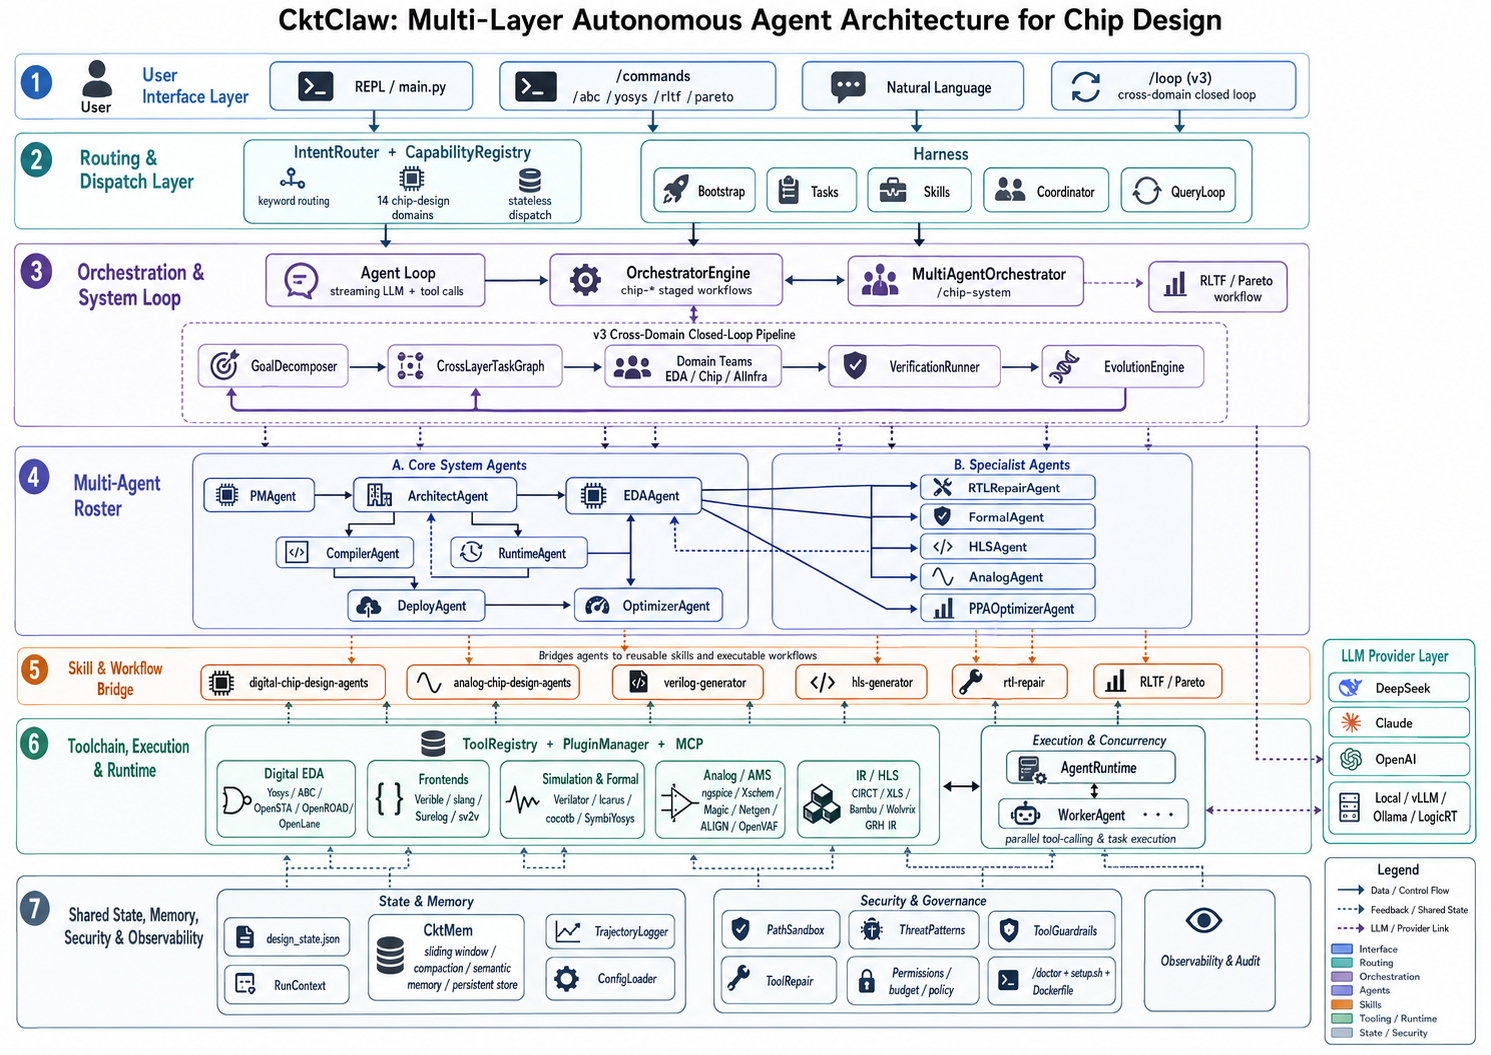 CktClaw: Multi-Layer Autonomous Agent Architecture for Chip Design
1
User
User
Interface Layer
REPL / main.py
/commands
/abc / yosys / rltf / pareto
Natural Language
/loop (v3)
cross-domain closed loop
2
Routing &
Dispatch Layer
IntentRouter + CapabilityRegistry
keyword routing
14 chip-design
domains
stateless
dispatch
Harness
Bootstrap
Tasks
Skills
Coordinator
QueryLoop
3
Orchestration &
System Loop
Agent Loop
streaming LLM + tool calls
OrchestratorEngine
chip-* staged workflows
MultiAgentOrchestrator
/chip-system
RLTF / Pareto
workflow
v3 Cross-Domain Closed-Loop Pipeline
GoalDecomposer
CrossLayerTaskGraph
Domain Teams
EDA / Chip / AIInfra
VerificationRunner
EvolutionEngine
4
Multi-Agent
Roster
A. Core System Agents
PMAgent
ArchitectAgent
EDAAgent
CompilerAgent
RuntimeAgent
DeployAgent
OptimizerAgent
B. Specialist Agents
RTLRepairAgent
FormalAgent
HLSAgent
AnalogAgent
PPAOptimizerAgent
5
Skill & Workflow
Bridge
Bridges agents to reusable skills and executable workflows
digital-chip-design-agents
analog-chip-design-agents
verilog-generator
hls-generator
rtl-repair
RLTF / Pareto
LLM Provider Layer
DeepSeek
Claude
OpenAI
Local / vLLM /
Ollama / LogicRT
6
Toolchain, Execution
& Runtime
ToolRegistry + PluginManager + MCP
Digital EDA
Yosys / ABC /
OpenSTA / OpenROAD/
OpenLane
Frontends
Verible / slang /
Surelog / sv2v
Simulation & Formal
Verilator / Icarus /
cocotb / SymbiYosys
Analog / AMS
ngspice / Xschem /
Magic / Netgen /
ALIGN / OpenVAF
IR / HLS
CIRCT / XLS /
Bambu / Wolvrix
GRH IR
Execution & Concurrency
AgentRuntime
WorkerAgent
parallel tool-calling & task execution
7
Shared State, Memory,
Security & Observability
State & Memory
design_state.json
RunContext
CktMem
sliding window /
compaction / semantic
memory / persistent store
TrajectoryLogger
ConfigLoader
Security & Governance
PathSandbox
ThreatPatterns
ToolGuardrails
ToolRepair
Permissions /
budget / policy
/doctor + setup.sh +
Dockerfile
Observability & Audit
Legend
Data / Control Flow
Feedback / Shared State
LLM / Provider Link
Interface
Routing
Orchestration
Agents
Skills
Tooling / Runtime
State / Security